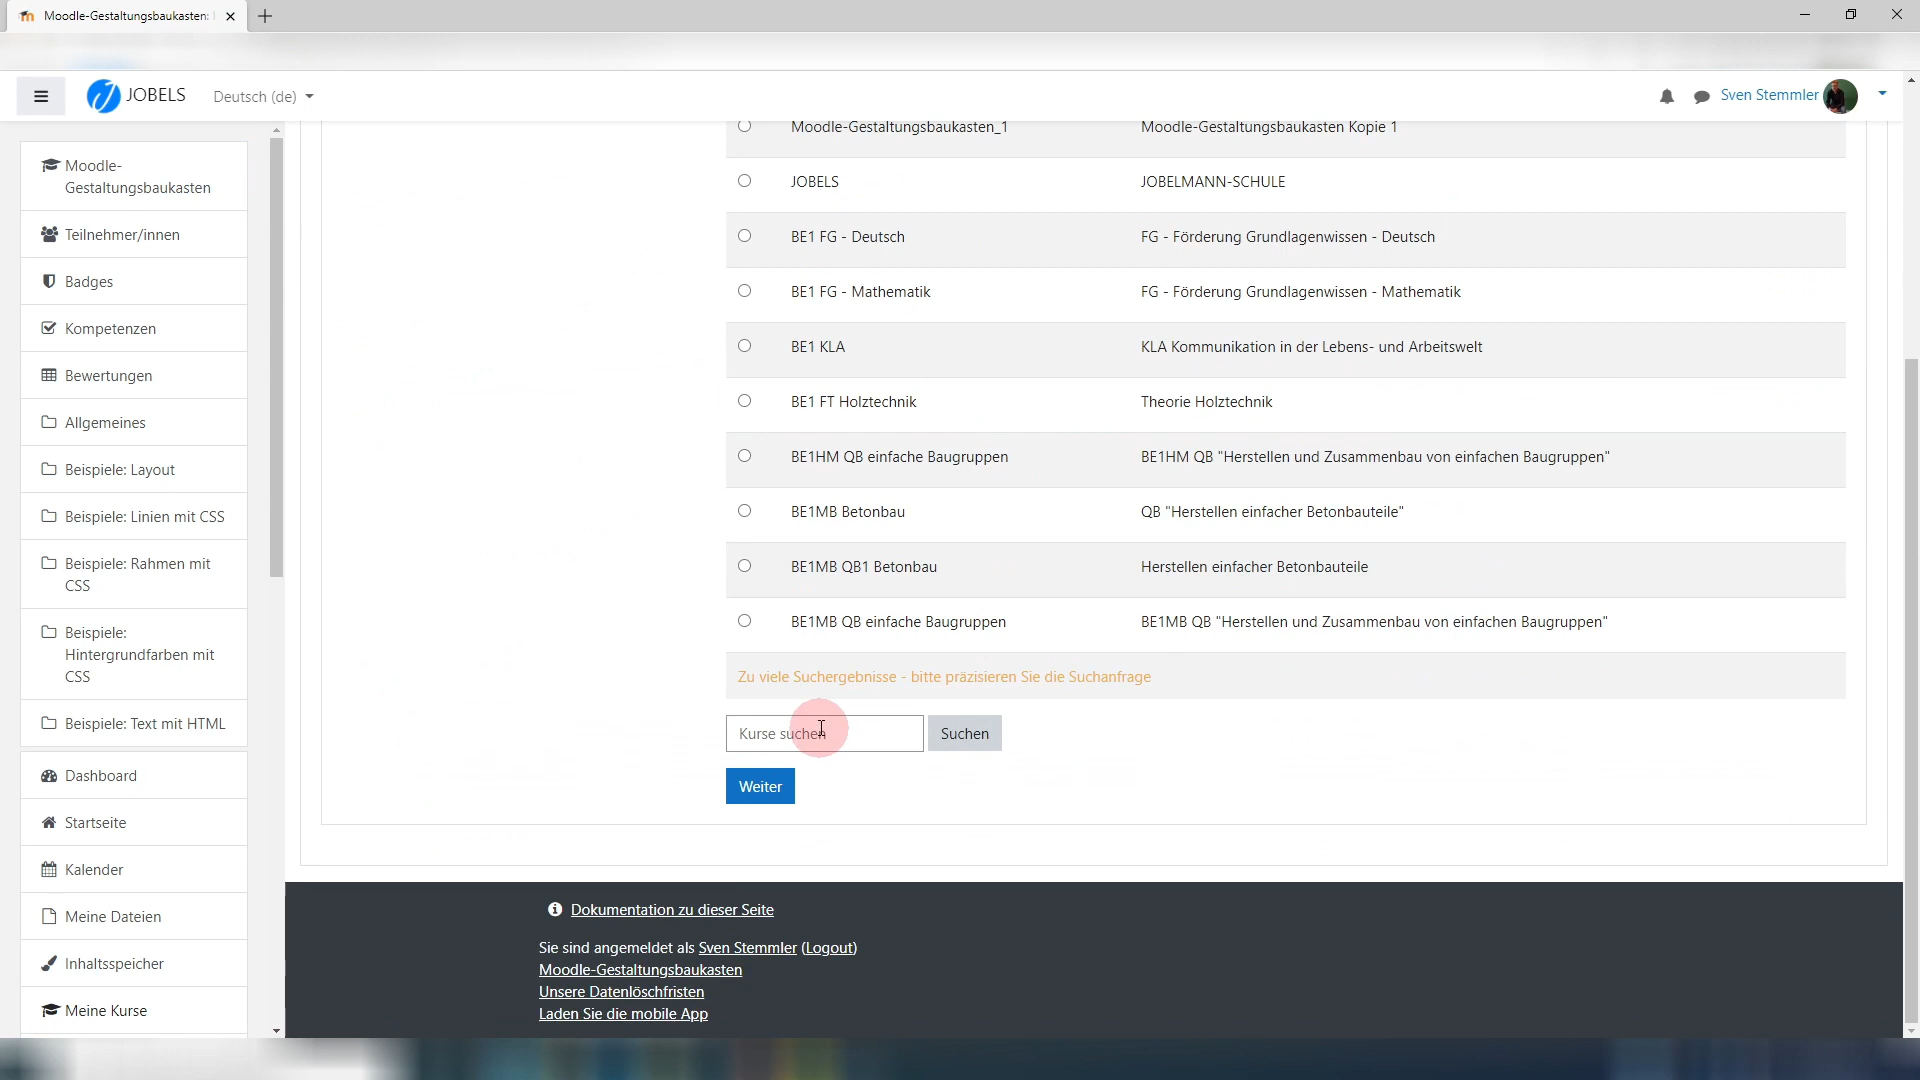 Moodle-Gestaltungsbaukasten:
JOBELS
Deutsch (de)
Sven Stemmler
Moodle-
Gestaltungsbaukasten
Teilnehmer/innen
Badges
Kompetenzen
Bewertungen
Allgemeines
Beispiele: Layout
Beispiele: Linien mit CSS
Beispiele: Rahmen mit
CSS
Beispiele:
Hintergrundfarben mit
CSS
Beispiele: Text mit HTML
Dashboard
Startseite
Kalender
Meine Dateien
Inhaltsspeicher
Meine Kurse
Moodle-Gestaltungsbaukasten_1 Moodle-Gestaltungsbaukasten Kopie 1
JOBELS JOBELMANN-SCHULE
BE1 FG - Deutsch FG - Förderung Grundlagenwissen - Deutsch
BE1 FG - Mathematik FG - Förderung Grundlagenwissen - Mathematik
BE1 KLA KLA Kommunikation in der Lebens- und Arbeitswelt
BE1 FT Holztechnik Theorie Holztechnik
BE1HM QB einfache Baugruppen BE1HM QB "Herstellen und Zusammenbau von einfachen Baugruppen"
BE1MB Betonbau QB "Herstellen einfacher Betonbauteile"
BE1MB QB1 Betonbau Herstellen einfacher Betonbauteile
BE1MB QB einfache Baugruppen BE1MB QB "Herstellen und Zusammenbau von einfachen Baugruppen"
Zu viele Suchergebnisse - bitte präzisieren Sie die Suchanfrage
Kurse suchen Suchen
Weiter
Dokumentation zu dieser Seite
Sie sind angemeldet als Sven Stemmler (Logout)
Moodle-Gestaltungsbaukasten
Unsere Datenlöschfristen
Laden Sie die mobile App